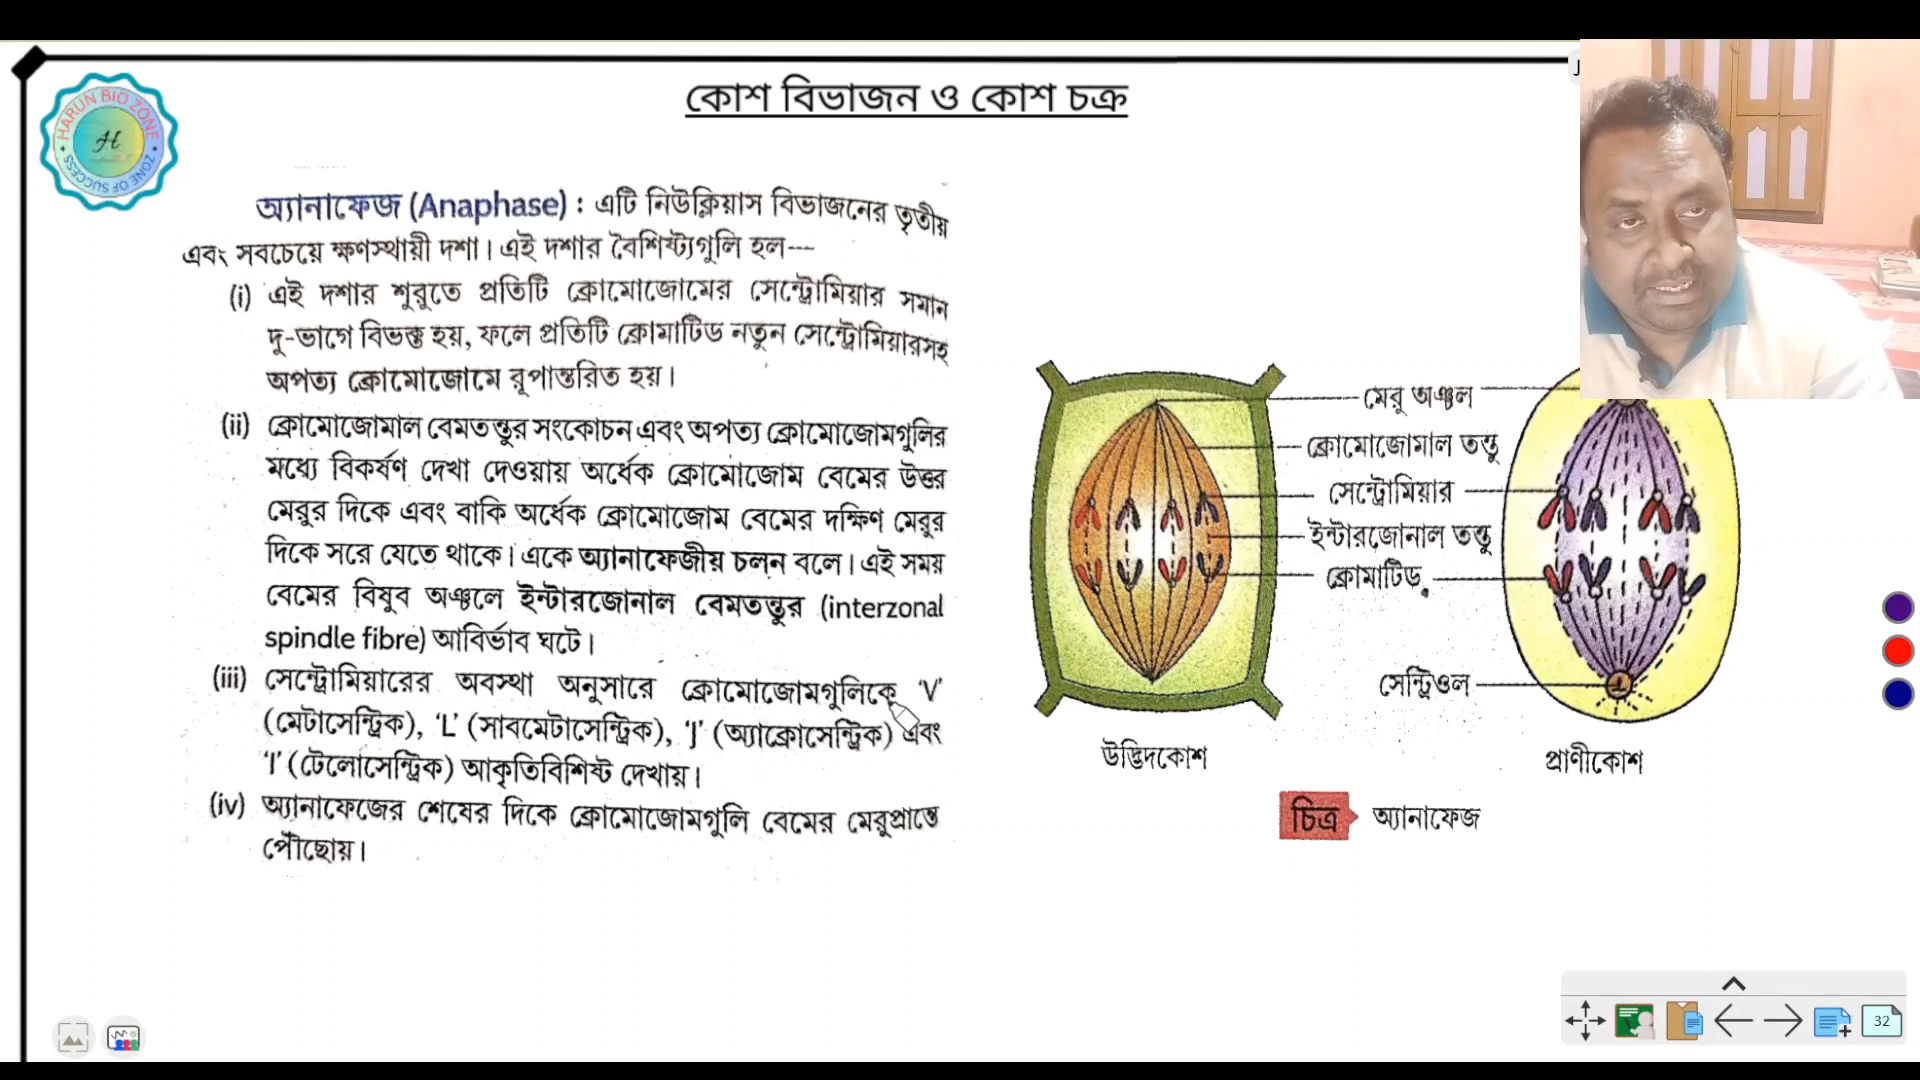 কোশ বিভাজন ও কোশ চক্র
HARUN BIO ZONE
H
ZONE OF SUCCESS
অ্যানাফেজ (Anaphase) : এটি নিউক্লিয়াস বিভাজনের তৃতীয়
এবং সবচেয়ে ক্ষণস্থায়ী দশা। এই দশার বৈশিষ্ট্যগুলি হল—
(i) এই দশার শুরুতে প্রতিটি ক্রোমোজোমের সেন্ট্রোমিয়ার সমান
দু-ভাগে বিভক্ত হয়, ফলে প্রতিটি ক্রোমাটিড নতুন সেন্ট্রোমিয়ারসহ
অপত্য ক্রোমোজোমে রূপান্তরিত হয়।
(ii) ক্রোমোজোমাল বেমতন্তুর সংকোচন এবং অপত্য ক্রোমোজোমগুলির
মধ্যে বিকর্ষণ দেখা দেওয়ায় অর্ধেক ক্রোমোজোম বেমের উত্তর
মেরুর দিকে এবং বাকি অর্ধেক ক্রোমোজোম বেমের দক্ষিণ মেরুর
দিকে সরে যেতে থাকে। একে অ্যানাফেজীয় চলন বলে। এই সময়
বেমের বিষুব অঞ্চলে ইন্টারজোনাল বেমতন্তুর (interzonal
spindle fibre) আবির্ভাব ঘটে।
(iii) সেন্ট্রোমিয়ারের অবস্থা অনুসারে ক্রোমোজোমগুলিকে ‘V’
(মেটাসেন্ট্রিক), ‘L’ (সাবমেটাসেন্ট্রিক), ‘J’ (অ্যাক্রোসেন্ট্রিক) এবং
‘I’ (টেলোসেন্ট্রিক) আকৃতিবিশিষ্ট দেখায়।
(iv) অ্যানাফেজের শেষের দিকে ক্রোমোজোমগুলি বেমের মেরুপ্রান্তে
পৌঁছোয়।
মেরু অঞ্চল
ক্রোমোজোমাল তন্তু
সেন্ট্রোমিয়ার
ইন্টারজোনাল তন্তু
ক্রোমাটিড
সেন্ট্রিওল
উদ্ভিদকোশ
প্রাণীকোশ
চিত্র অ্যানাফেজ
32